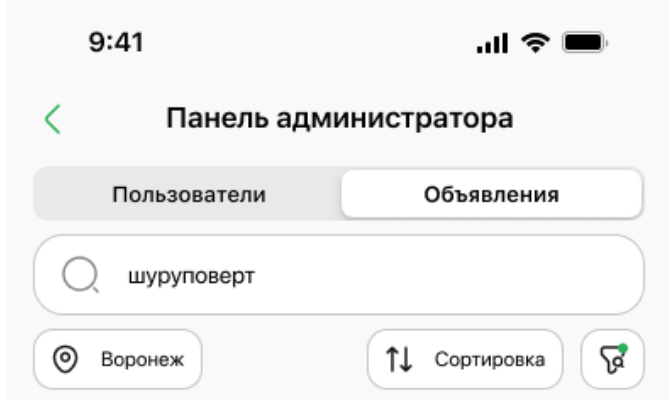 9:41
Панель администратора
Пользователи Объявления
шуруповерт
Воронеж Сортировка